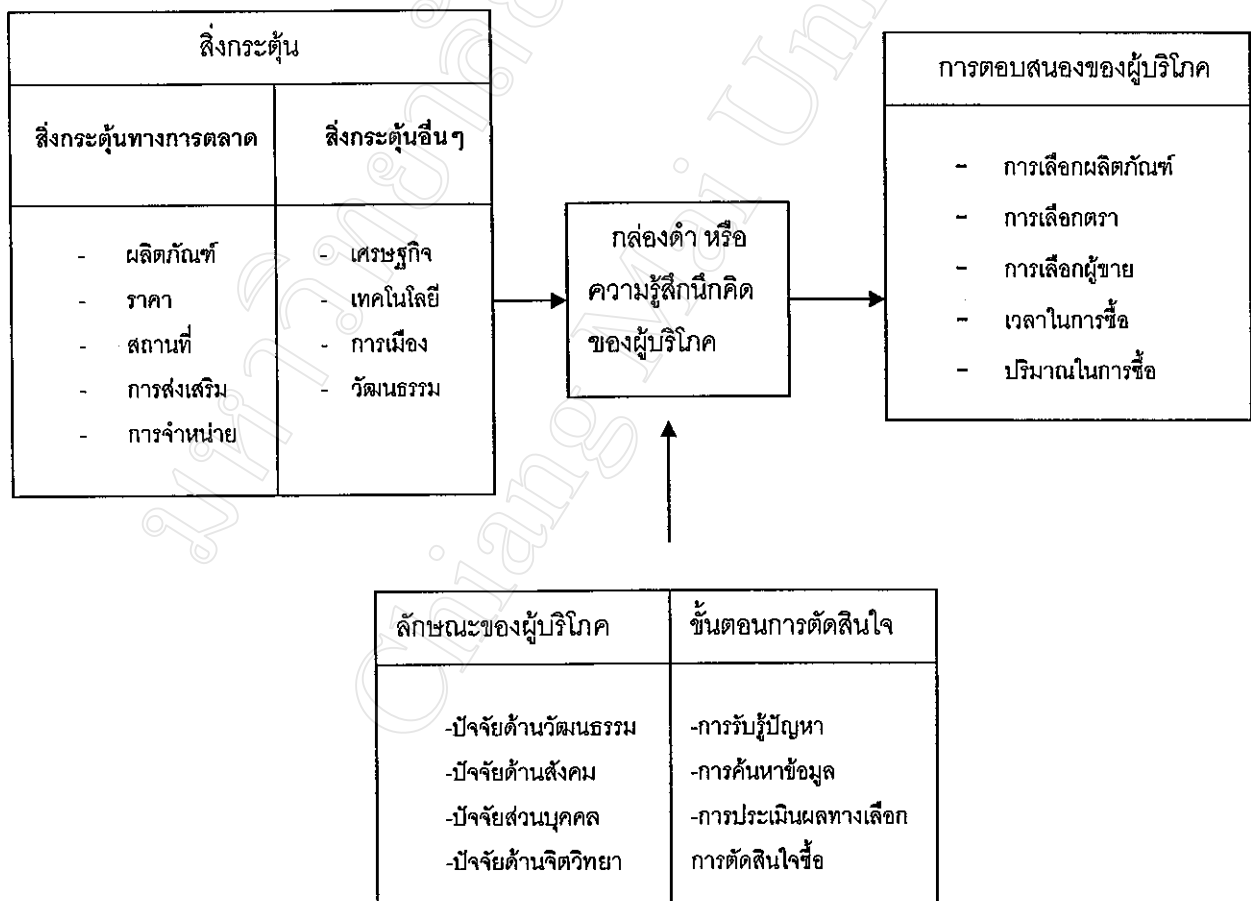 สิ่งกระตุ้น
สิ่งกระตุ้นทางการตลาด
- ผลิตภัณฑ์
- ราคา
- สถานที่
- การส่งเสริม
- การจำหน่าย
สิ่งกระตุ้นอื่นๆ
- เศรษฐกิจ
- เทคโนโลยี
- การเมือง
- วัฒนธรรม
กล่องดำ หรือ
ความรู้สึกนึกคิด
ของผู้บริโภค
การตอบสนองของผู้บริโภค
- การเลือกผลิตภัณฑ์
- การเลือกตรา
- การเลือกผู้ขาย
- เวลาในการซื้อ
- ปริมาณในการซื้อ
ลักษณะของผู้บริโภค
-ปัจจัยด้านวัฒนธรรม
-ปัจจัยด้านสังคม
-ปัจจัยส่วนบุคคล
-ปัจจัยด้านจิตวิทยา
ขั้นตอนการตัดสินใจ
-การรับรู้ปัญหา
-การค้นหาข้อมูล
-การประเมินผลทางเลือก
การตัดสินใจซื้อ
Chiang Mai Uni